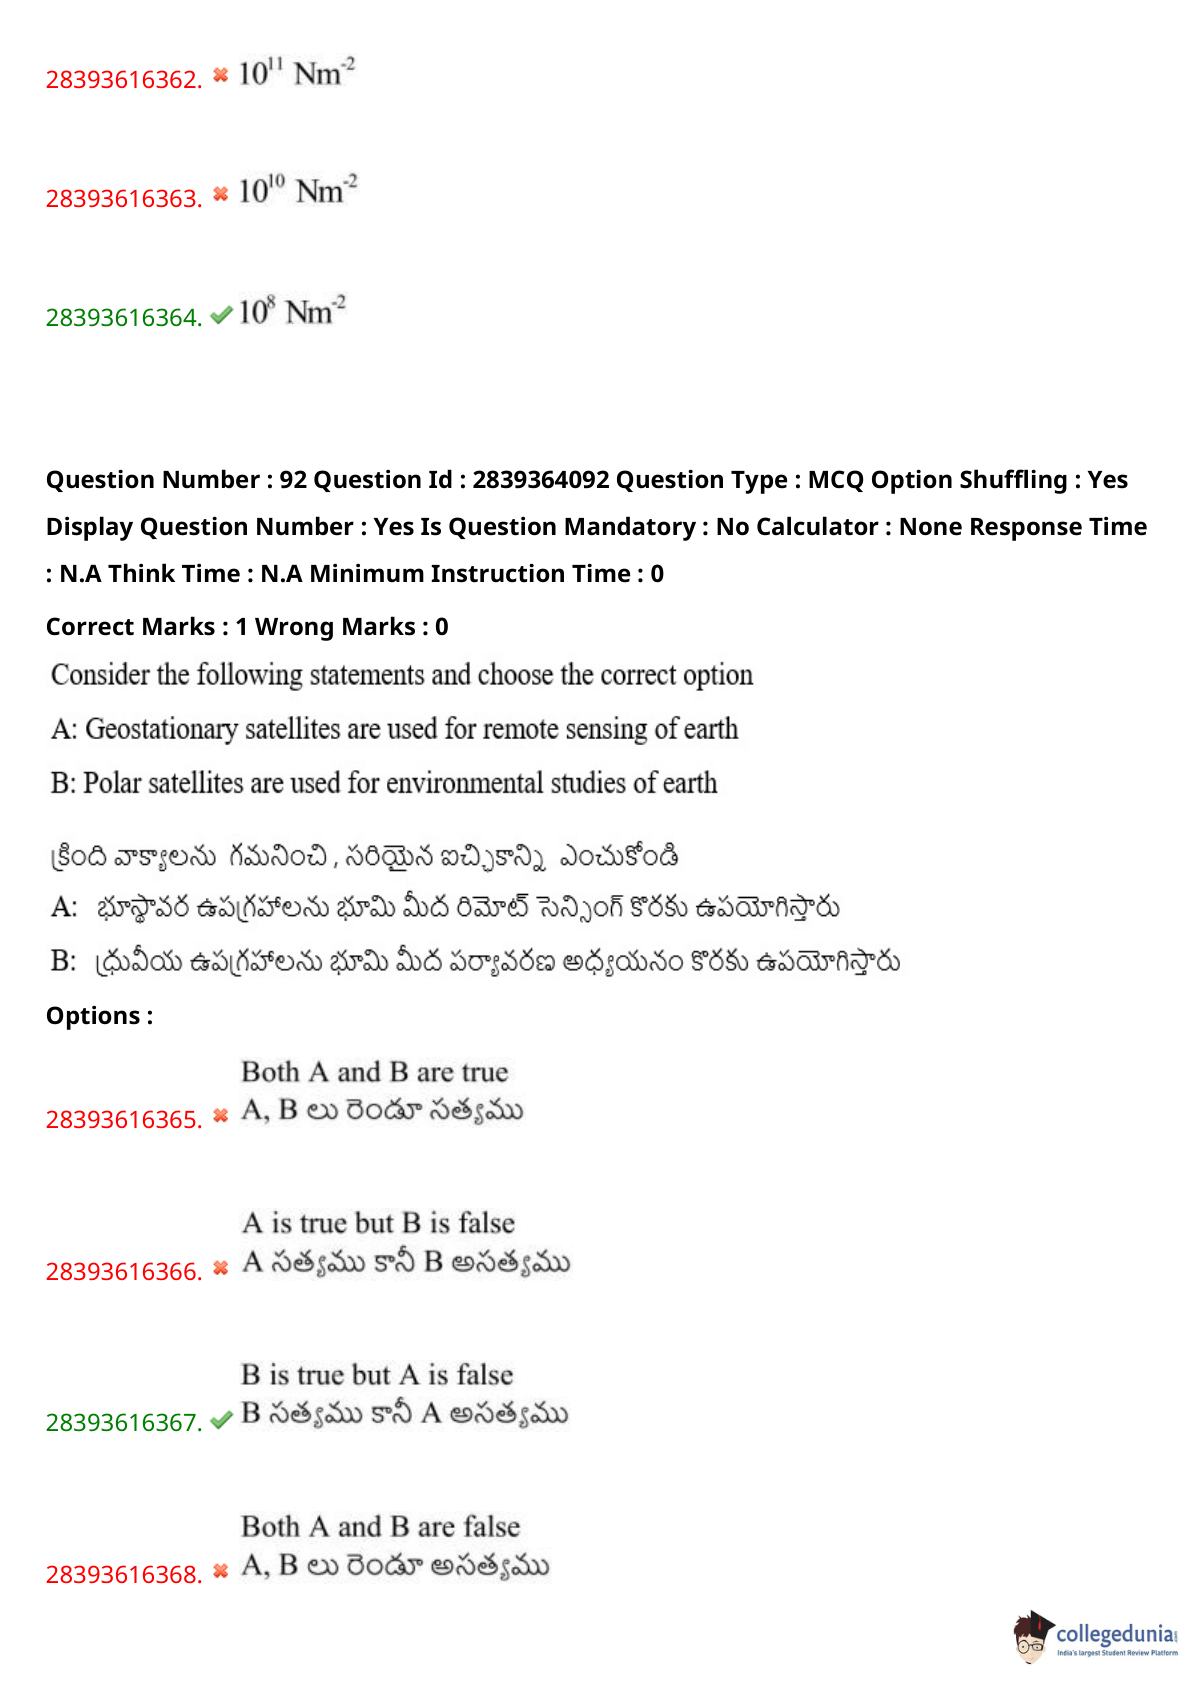 28393616362. 10¹¹ Nm⁻²
28393616363. 10¹⁰ Nm⁻²
28393616364. 10⁸ Nm⁻²
Question Number : 92 Question Id : 2839364092 Question Type : MCQ Option Shuffling : Yes
Display Question Number : Yes Is Question Mandatory : No Calculator : None Response Time
: N.A Think Time : N.A Minimum Instruction Time : 0
Correct Marks : 1 Wrong Marks : 0
Consider the following statements and choose the correct option
A: Geostationary satellites are used for remote sensing of earth
B: Polar satellites are used for environmental studies of earth
క్రింది వాక్యాలను గమనించి , సరియైన ఐచ్ఛికాన్ని ఎంచుకోండి
A: భూస్థావర ఉపగ్రహాలను భూమి మీద రిమోట్ సెన్సింగ్ కొరకు ఉపయోగిస్తారు
B: ధ్రువీయ ఉపగ్రహాలను భూమి మీద పర్యావరణ అధ్యయనం కొరకు ఉపయోగిస్తారు
Options :
Both A and B are true
28393616365. A, B లు రెండూ సత్యము
A is true but B is false
28393616366. A సత్యము కానీ B అసత్యము
B is true but A is false
28393616367. B సత్యము కానీ A అసత్యము
Both A and B are false
28393616368. A, B లు రెండూ అసత్యము
collegedunia
India's largest Student Review Platform